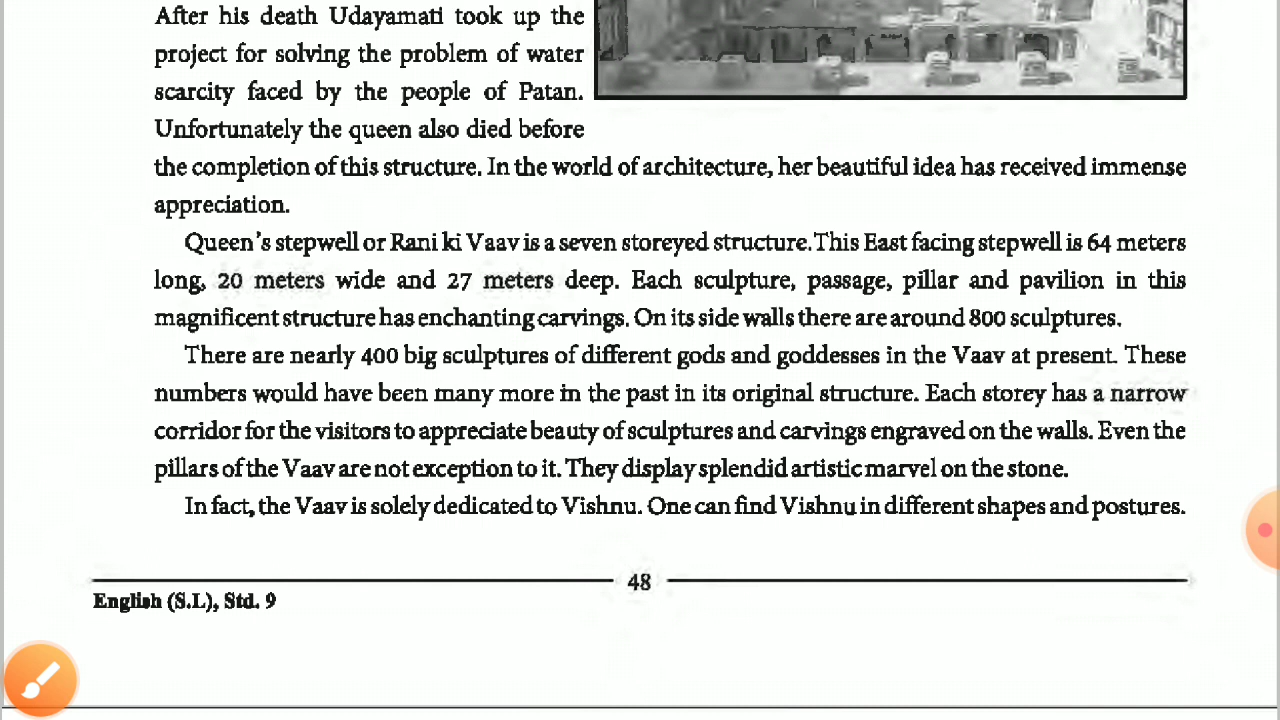 After his death Udayamati took up the
project for solving the problem of water
scarcity faced by the people of Patan.
Unfortunately the queen also died before
the completion of this structure. In the world of architecture, her beautiful idea has received immense
appreciation.
Queen's stepwell or Rani ki Vaav is a seven storeyed structure.This East facing stepwell is 64 meters
long, 20 meters wide and 27 meters deep. Each sculpture, passage, pillar and pavilion in this
magnificent structure has enchanting carvings. On its side walls there are around 800 sculptures.
There are nearly 400 big sculptures of different gods and goddesses in the Vaav at present. These
numbers would have been many more in the past in its original structure. Each storey has a narrow
corridor for the visitors to appreciate beauty of sculptures and carvings engraved on the walls. Even the
pillars of the Vaav are not exception to it. They display splendid artistic marvel on the stone.
In fact, the Vaav is solely dedicated to Vishnu. One can find Vishnu in different shapes and postures.
48
English (S.L), Std. 9